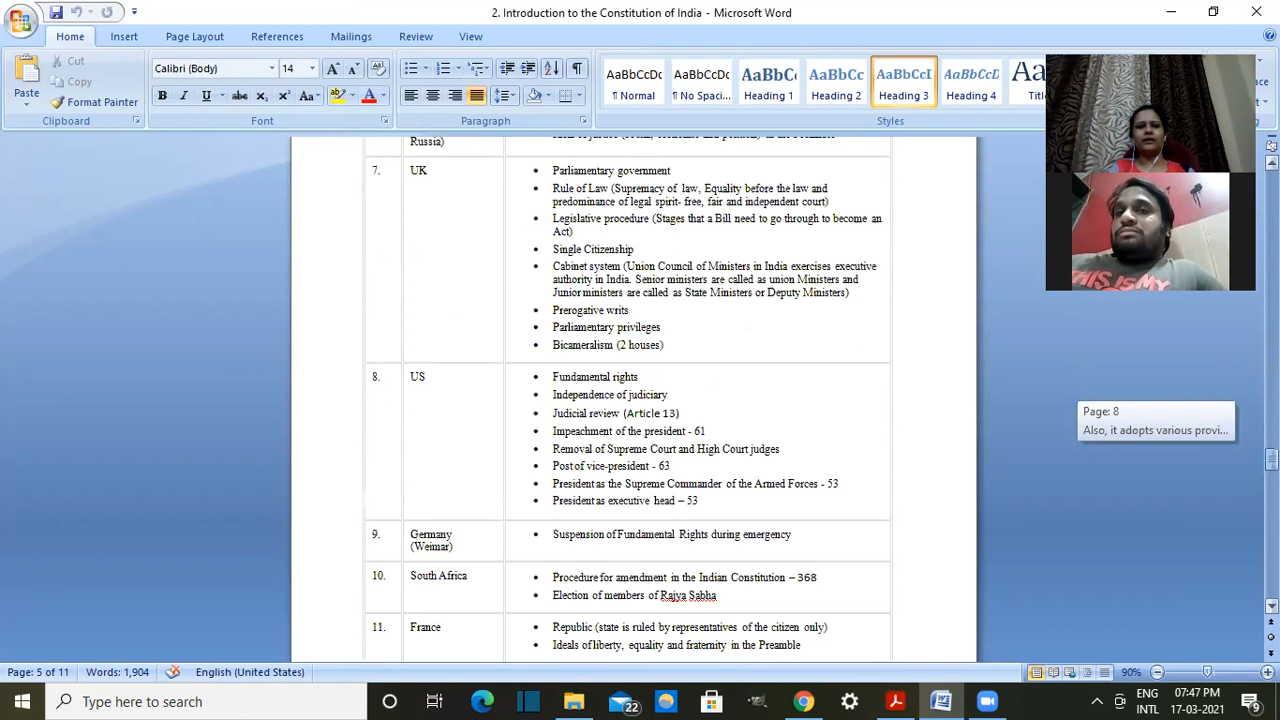 2. Introduction to the Constitution of India - Microsoft Word
Home Insert Page Layout References Mailings Review View
Cut
Copy
Format Painter
Paste
Clipboard
Calibri (Body) 14
Font
Paragraph
AaBbCcDc AaBbCcDc AaBbC AaBbCc AaBbCcI AaBbCcD
¶ Normal ¶ No Spaci... Heading 1 Heading 2 Heading 3 Heading 4 Title
Styles
Russia)
7. UK
• Parliamentary government
• Rule of Law (Supremacy of law, Equality before the law and
predominance of legal spirit- free, fair and independent court)
• Legislative procedure (Stages that a Bill need to go through to become an
Act)
• Single Citizenship
• Cabinet system (Union Council of Ministers in India exercises executive
authority in India. Senior ministers are called as union Ministers and
Junior ministers are called as State Ministers or Deputy Ministers)
• Prerogative writs
• Parliamentary privileges
• Bicameralism (2 houses)
8. US
• Fundamental rights
• Independence of judiciary
• Judicial review (Article 13)
• Impeachment of the president - 61
• Removal of Supreme Court and High Court judges
• Post of vice-president - 63
• President as the Supreme Commander of the Armed Forces - 53
• President as executive head – 53
9. Germany
(Weimar)
• Suspension of Fundamental Rights during emergency
10. South Africa
• Procedure for amendment in the Indian Constitution – 368
• Election of members of Rajya Sabha
11. France
• Republic (state is ruled by representatives of the citizen only)
• Ideals of liberty, equality and fraternity in the Preamble
THIS IS MY
Page: 8
Also, it adopts various provi...
Page: 5 of 11 Words: 1,904 English (United States) 90%
Type here to search
22
ENG
INTL
07:47 PM
17-03-2021
9